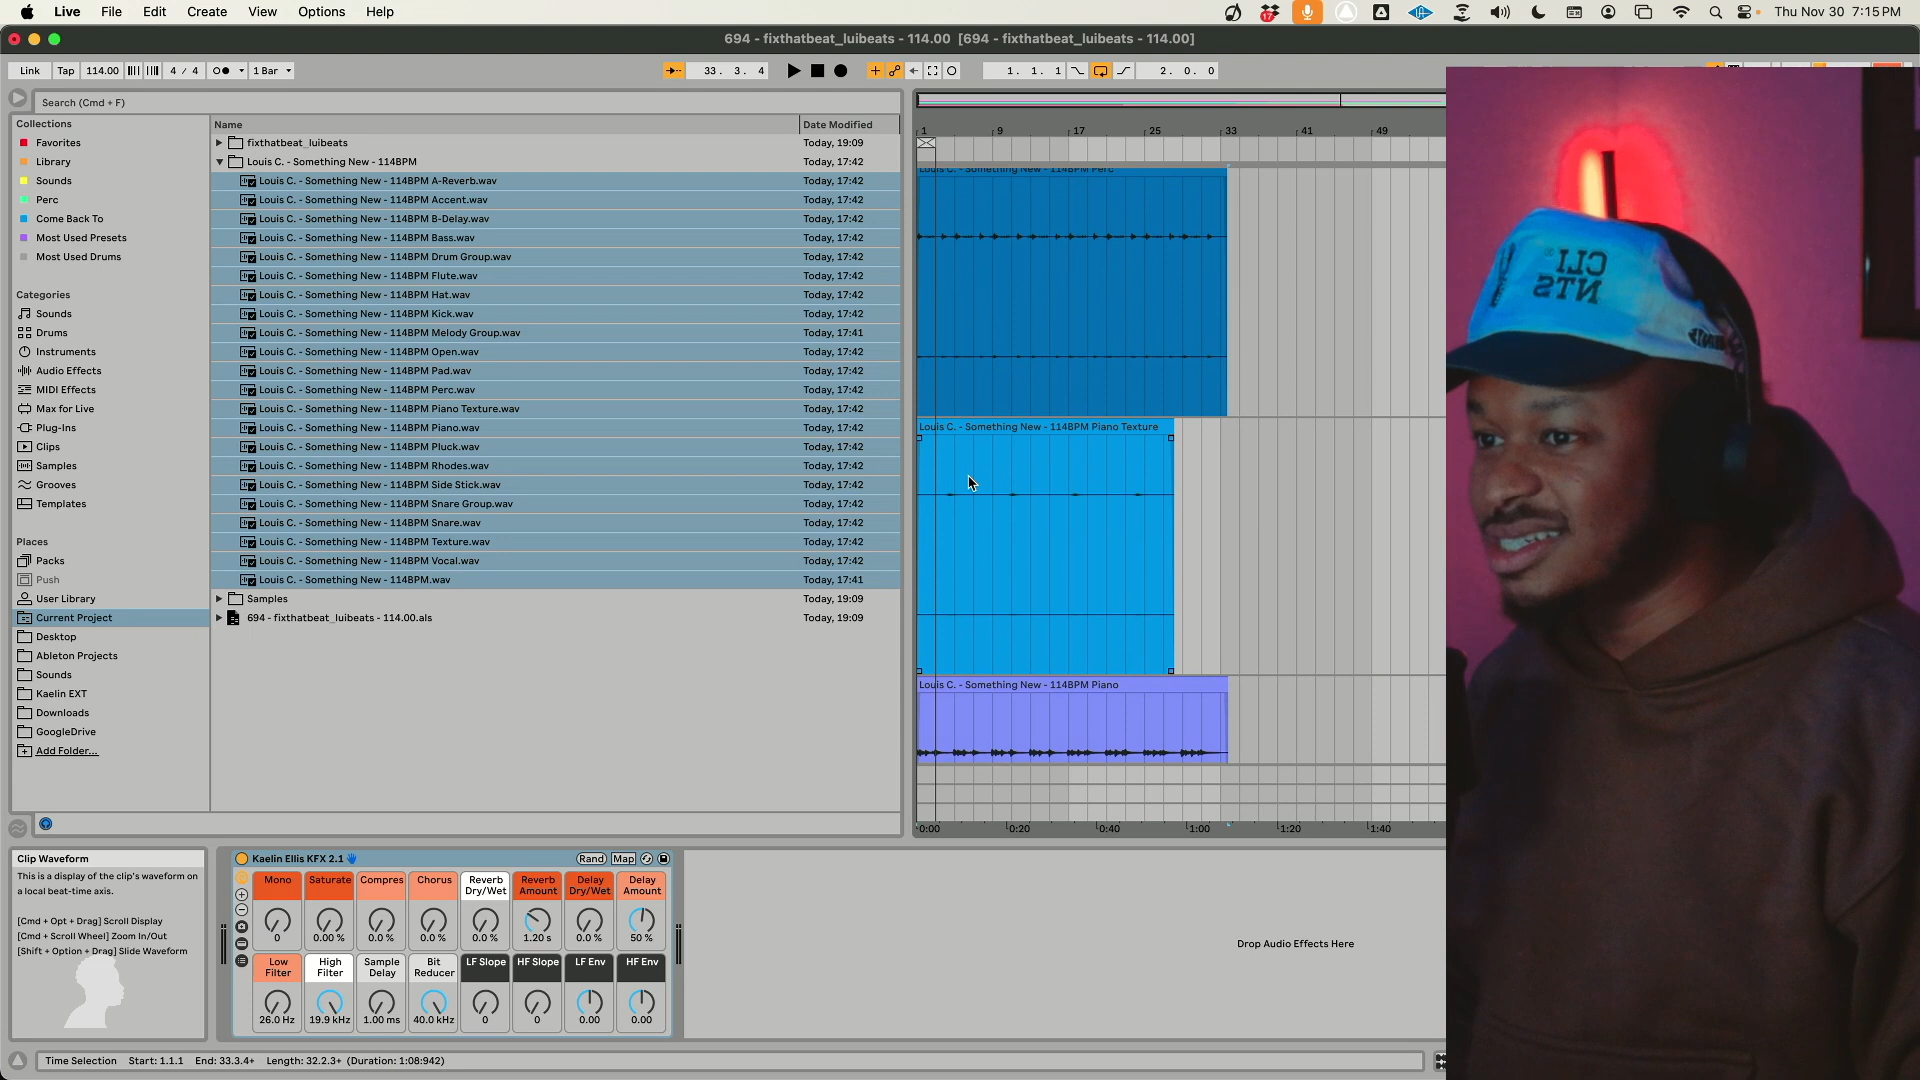 Live File Edit Create View Options Help
17
Thu Nov 30 7:15 PM
694 - fixthatbeat_luibeats - 114.00 [694 - fixthatbeat_luibeats - 114.00]
Link Tap 114.00 4 / 4 1 Bar 33. 3. 4 1. 1. 1 2. 0. 0
Search (Cmd + F)
Collections
Favorites
Library
Sounds
Perc
Come Back To
Most Used Presets
Most Used Drums
Categories
Sounds
Drums
Instruments
Audio Effects
MIDI Effects
Max for Live
Plug-Ins
Clips
Samples
Grooves
Templates
Places
Packs
Push
User Library
Current Project
Desktop
Ableton Projects
Sounds
Kaelin EXT
Downloads
GoogleDrive
Add Folder...
Name Date Modified
fixthatbeat_luibeats Today, 19:09
Louis C. - Something New - 114BPM Today, 17:42
Louis C. - Something New - 114BPM A-Reverb.wav Today, 17:42
Louis C. - Something New - 114BPM Accent.wav Today, 17:42
Louis C. - Something New - 114BPM B-Delay.wav Today, 17:42
Louis C. - Something New - 114BPM Bass.wav Today, 17:42
Louis C. - Something New - 114BPM Drum Group.wav Today, 17:42
Louis C. - Something New - 114BPM Flute.wav Today, 17:42
Louis C. - Something New - 114BPM Hat.wav Today, 17:42
Louis C. - Something New - 114BPM Kick.wav Today, 17:42
Louis C. - Something New - 114BPM Melody Group.wav Today, 17:41
Louis C. - Something New - 114BPM Open.wav Today, 17:42
Louis C. - Something New - 114BPM Pad.wav Today, 17:42
Louis C. - Something New - 114BPM Perc.wav Today, 17:42
Louis C. - Something New - 114BPM Piano Texture.wav Today, 17:42
Louis C. - Something New - 114BPM Piano.wav Today, 17:42
Louis C. - Something New - 114BPM Pluck.wav Today, 17:42
Louis C. - Something New - 114BPM Rhodes.wav Today, 17:42
Louis C. - Something New - 114BPM Side Stick.wav Today, 17:42
Louis C. - Something New - 114BPM Snare Group.wav Today, 17:42
Louis C. - Something New - 114BPM Snare.wav Today, 17:42
Louis C. - Something New - 114BPM Texture.wav Today, 17:42
Louis C. - Something New - 114BPM Vocal.wav Today, 17:42
Louis C. - Something New - 114BPM.wav Today, 17:41
Samples Today, 19:09
694 - fixthatbeat_luibeats - 114.00.als Today, 19:09
1 9 17 25 33 41 49
Louis C. - Something New - 114BPM Perc
Louis C. - Something New - 114BPM Piano Texture
Louis C. - Something New - 114BPM Piano
0:00 0:20 0:40 1:00 1:20 1:40
CLI
NTS
Clip Waveform
This is a display of the clip's waveform on
a local beat-time axis.
[Cmd + Opt + Drag] Scroll Display
[Cmd + Scroll Wheel] Zoom In/Out
[Shift + Option + Drag] Slide Waveform
Kaelin Ellis KFX 2.1 Rand Map
Mono Saturate Compres Chorus Reverb Dry/Wet Reverb Amount Delay Dry/Wet Delay Amount
0 0.00 % 0.0 % 0.0 % 0.0 % 1.20 s 0.0 % 50 %
Low Filter High Filter Sample Delay Bit Reducer LF Slope HF Slope LF Env HF Env
26.0 Hz 19.9 kHz 1.00 ms 40.0 kHz 0 0 0.00 0.00
Drop Audio Effects Here
Time Selection Start: 1.1.1 End: 33.3.4+ Length: 32.2.3+ (Duration: 1:08:942)